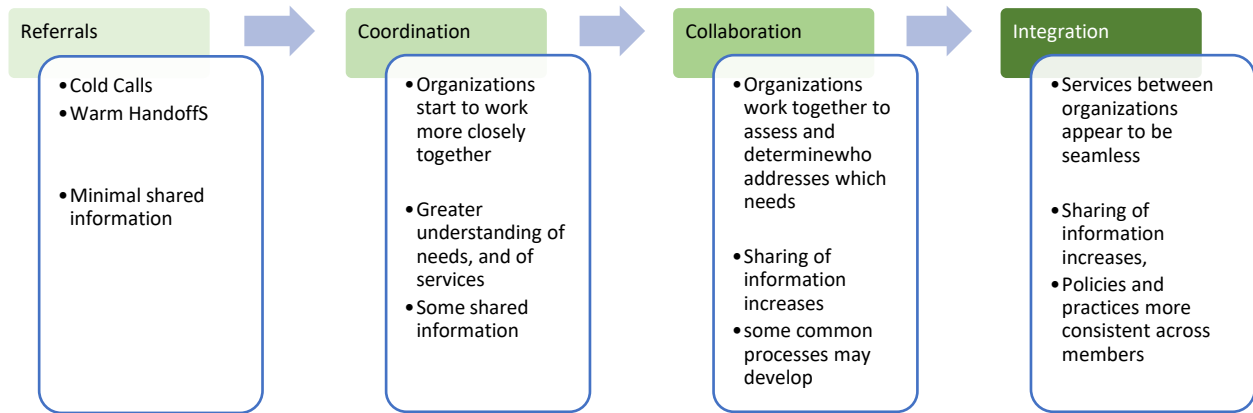 Referrals
•Cold Calls
•Warm HandoffS
•Minimal shared
information
Coordination
•Organizations
start to work
more closely
together
•Greater
understanding of
needs, and of
services
•Some shared
information
Collaboration
•Organizations
work together to
assess and
determinewho
addresses which
needs
•Sharing of
information
increases
•some common
processes may
develop
Integration
•Services between
organizations
appear to be
seamless
•Sharing of
information
increases,
•Policies and
practices more
consistent across
members